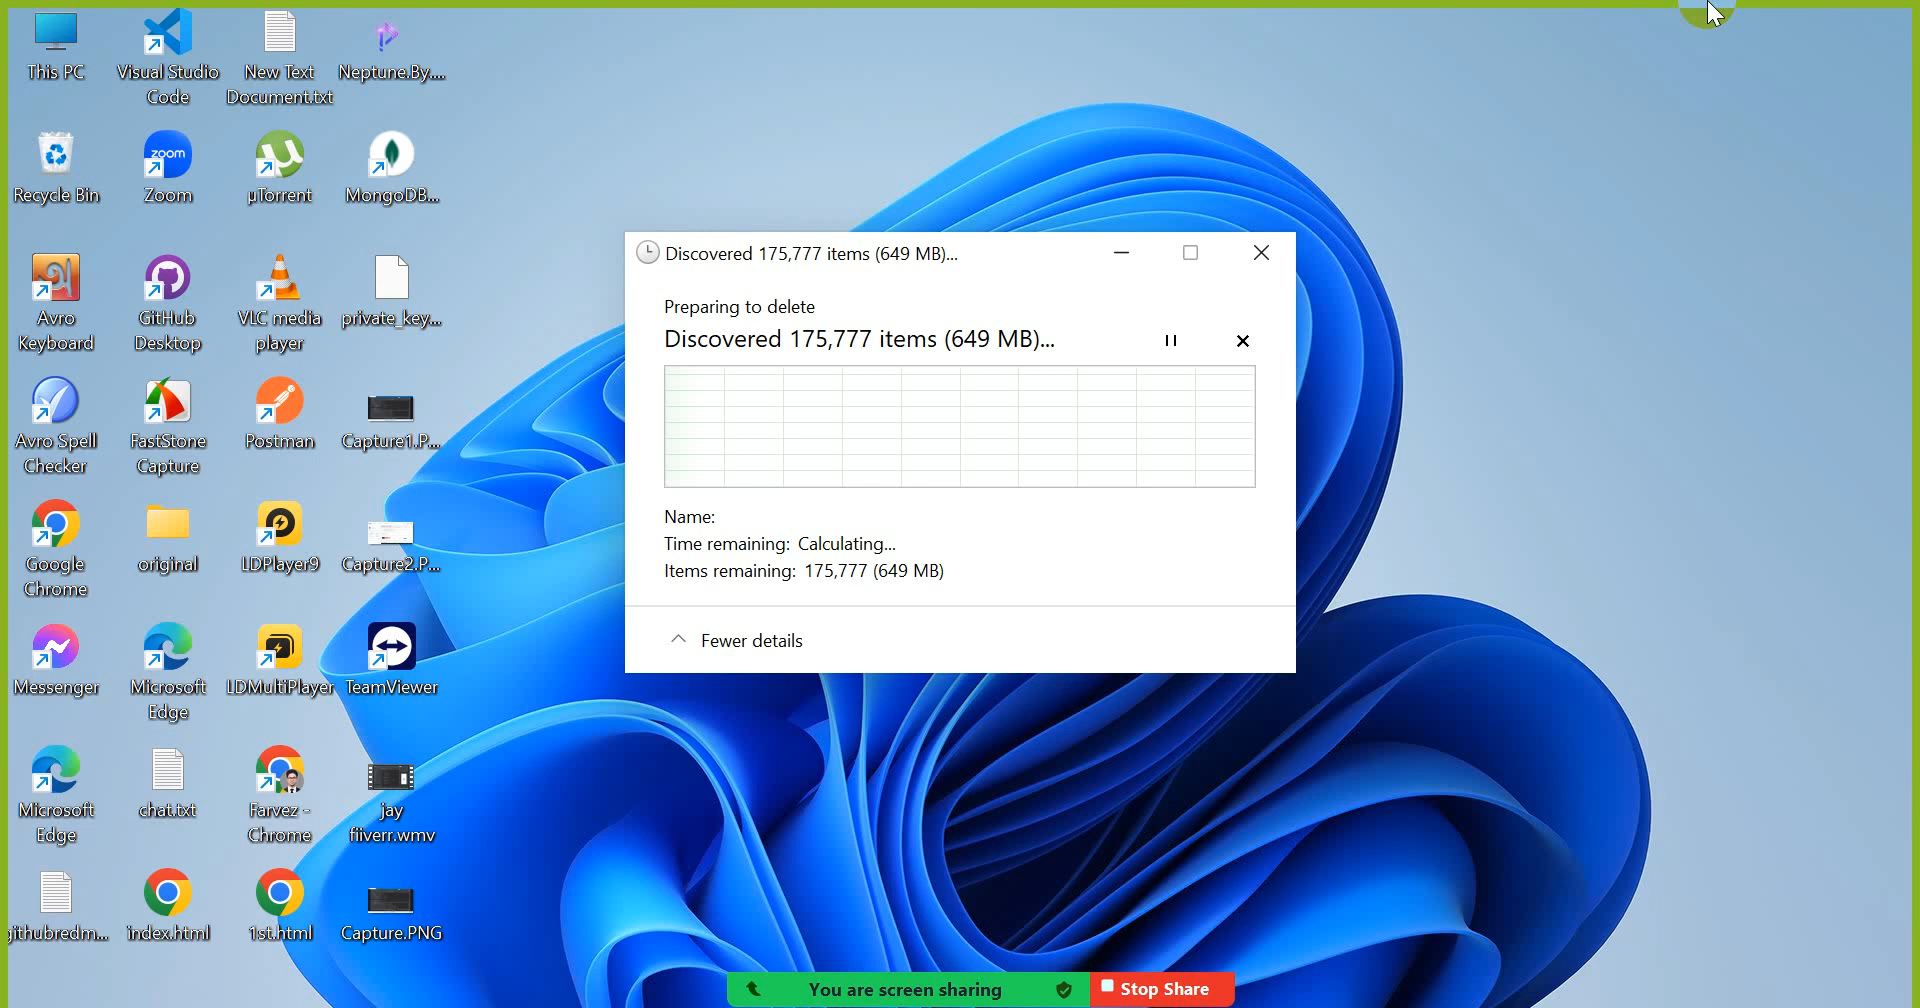 This PC
Visual Studio
Code
New Text
Document.txt
Neptune.By....
Recycle Bin
zoom
Zoom
µTorrent
MongoDB...
Avro
Keyboard
GitHub
Desktop
VLC media
player
private_key...
Avro Spell
Checker
FastStone
Capture
Postman
Capture1.P...
Google
Chrome
original
LDPlayer9
Capture2.P...
Messenger
Microsoft
Edge
LDMultiPlayer
TeamViewer
Microsoft
Edge
chat.txt
Farvez -
Chrome
jay
fiiverr.wmv
githubredm...
index.html
1st.html
Capture.PNG
Discovered 175,777 items (649 MB)...
Preparing to delete
Discovered 175,777 items (649 MB)...
Name:
Time remaining: Calculating...
Items remaining: 175,777 (649 MB)
Fewer details
You are screen sharing
Stop Share